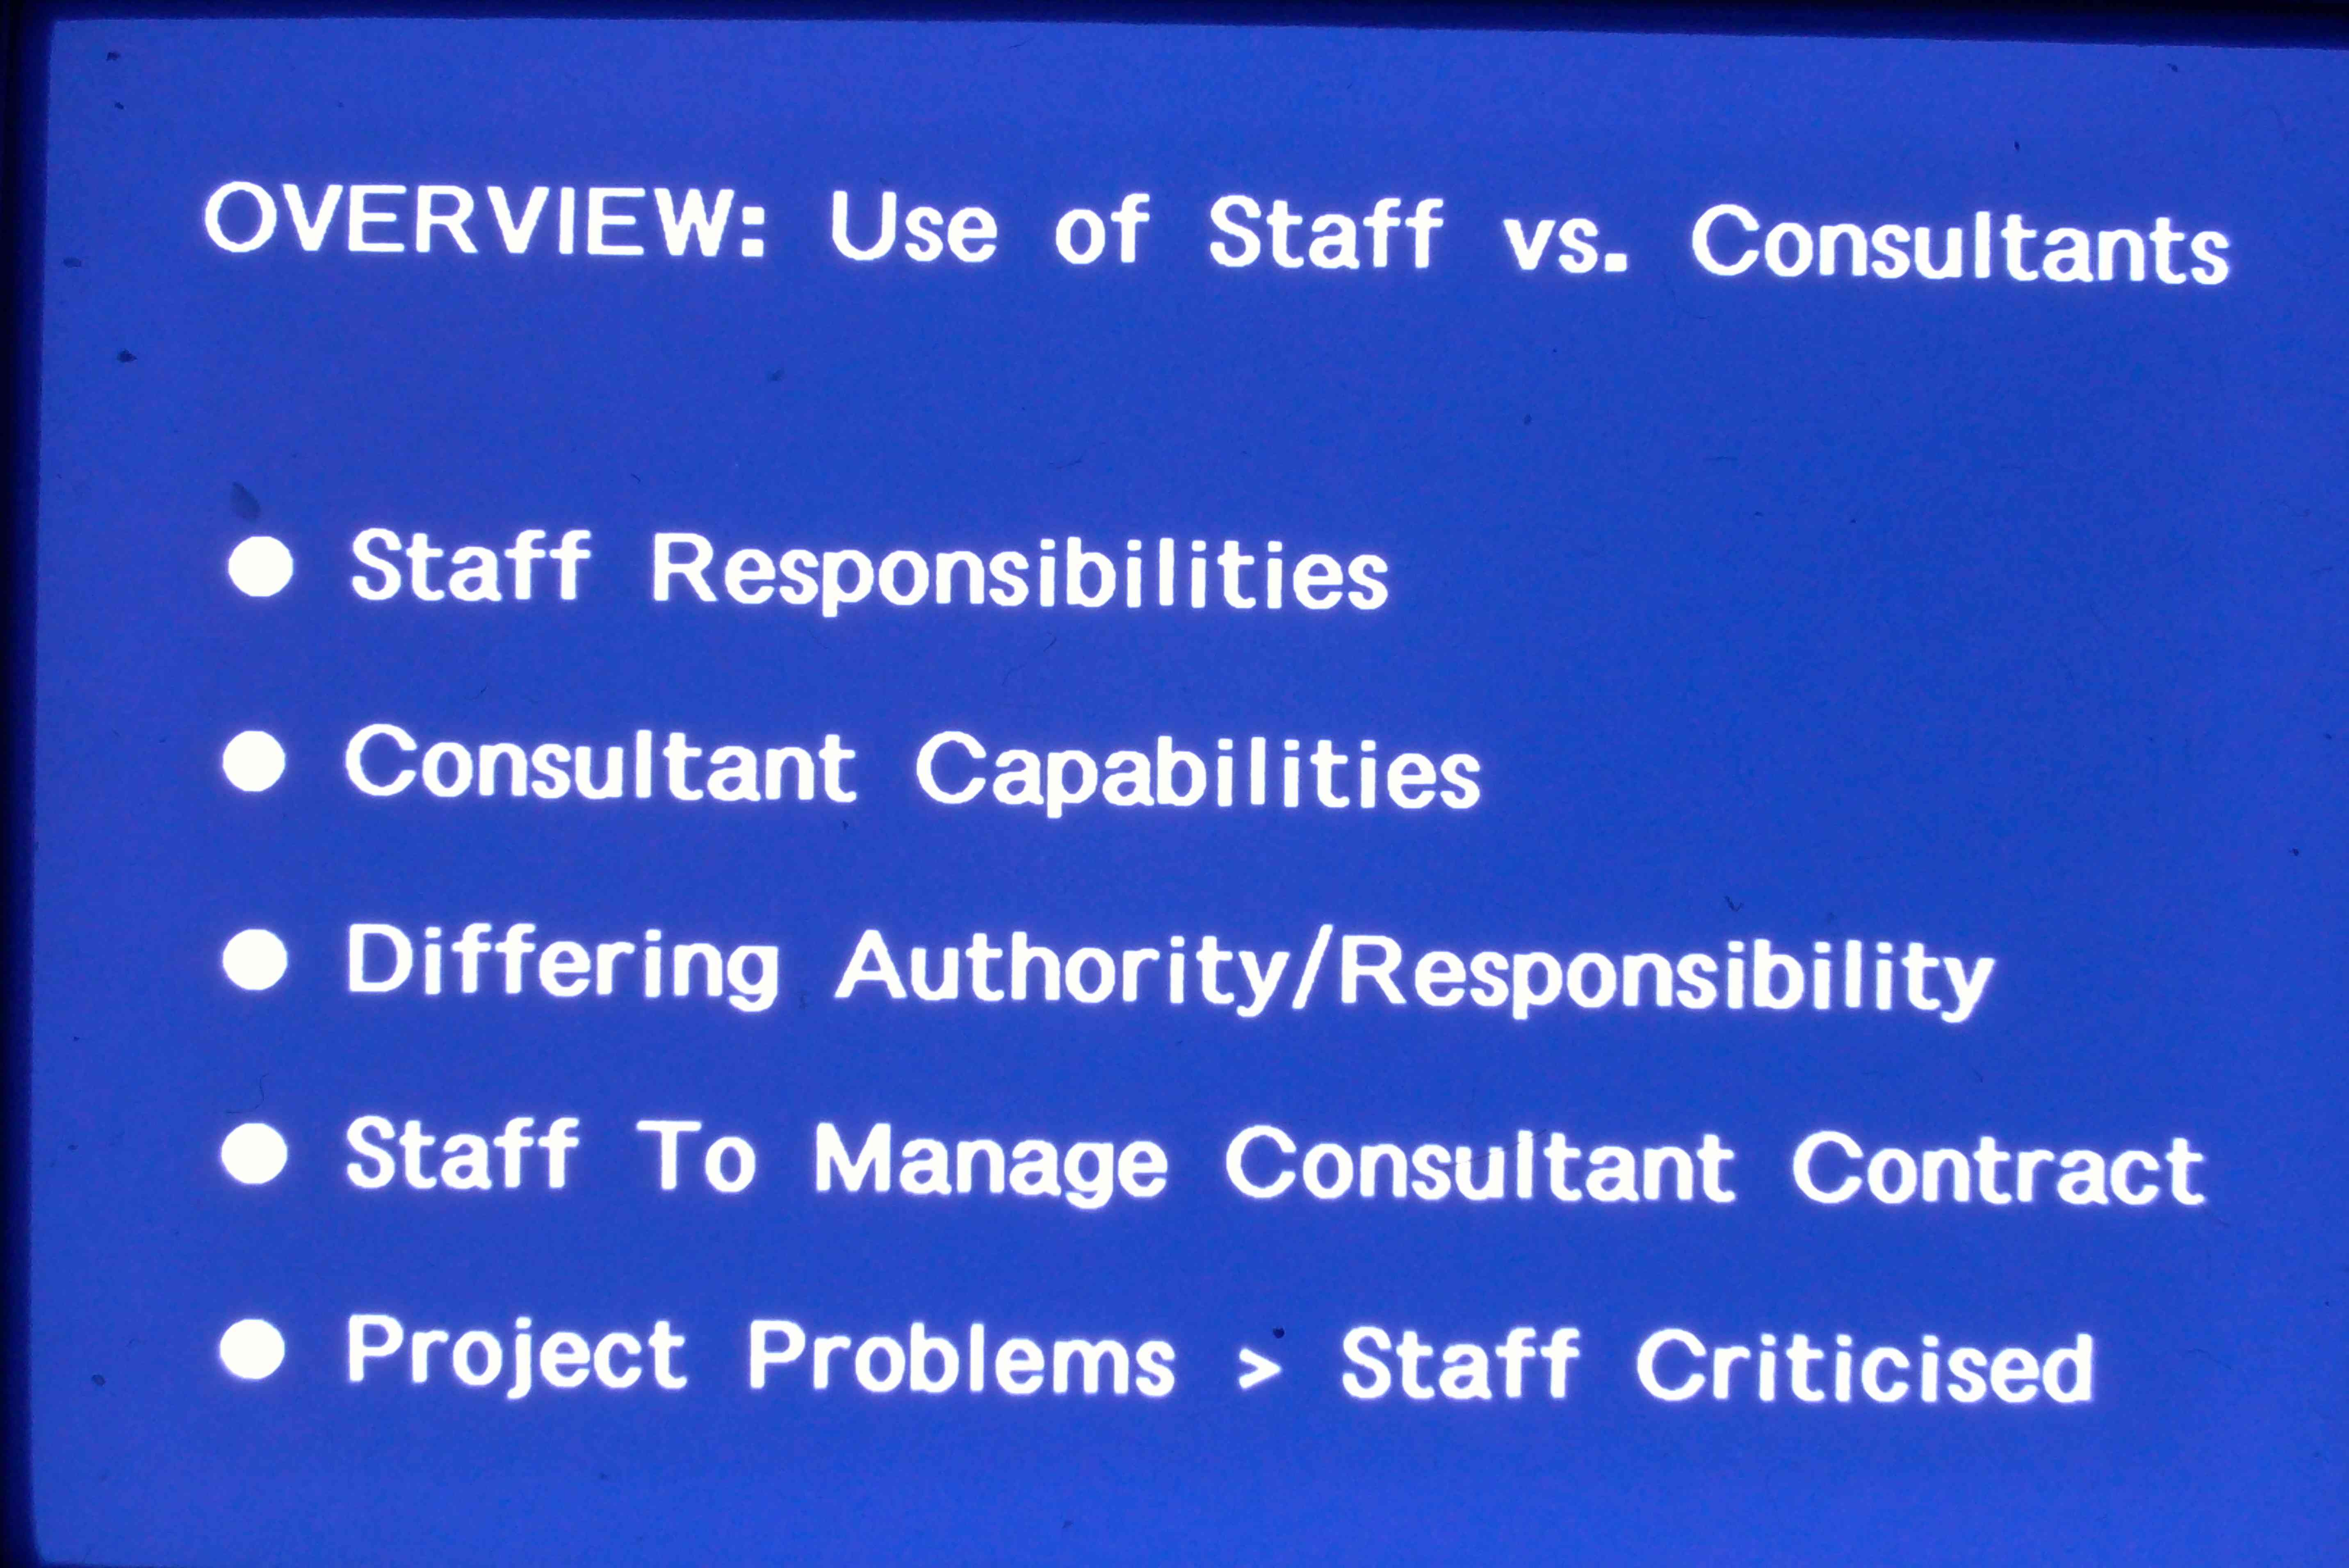 OVERVIEW: Use of Staff vs. Consultants
● Staff Responsibilities
● Consultant Capabilities
● Differing Authority/Responsibility
● Staff To Manage Consultant Contract
● Project Problems > Staff Criticised